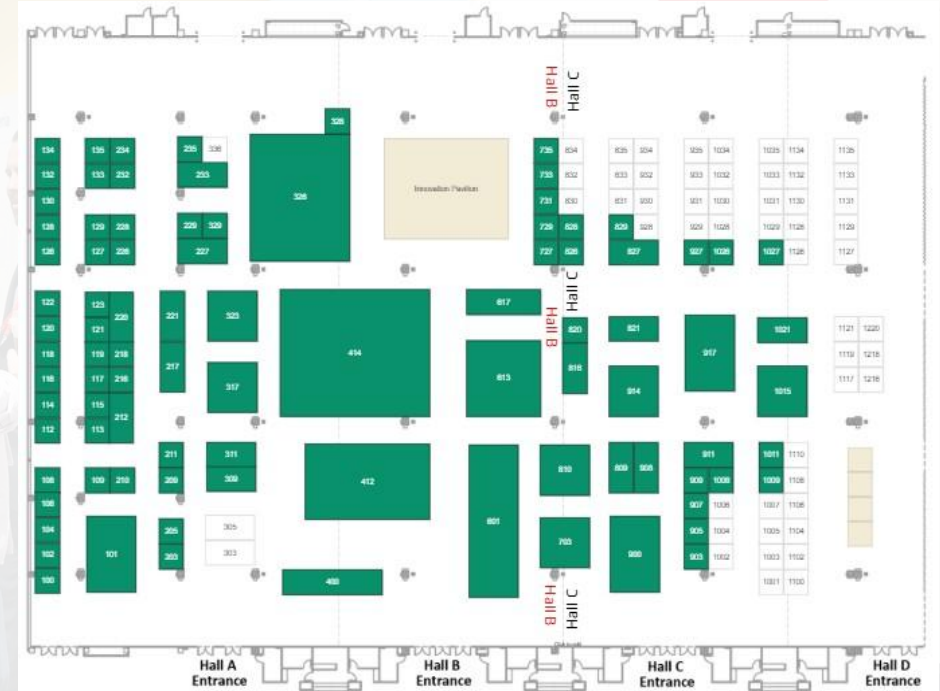 Hall B
Hall C
325
134 135 234 235 336 735 834 835 934 935 1034 1035 1134 1135
132 133 232 233 326 Innovation Pavilion 733 832 833 932 933 1032 1033 1132 1133
130 731 830 831 930 931 1030 1031 1130 1131
128 129 228 229 329 729 828 829 928 929 1028 1029 1128 1129
126 127 226 227 727 826 827 927 1026 1027 1126 1127
Hall B
Hall C
122 123 220 221 323 617
120 121 414 820 821 1021 1121 1220
118 119 218 613 917 1119 1218
116 117 216 217 317 818 1117 1216
114 115 212 914 1015
112 113
211 311 911 1011 1110
108 109 210 209 309 412 810 809 908 909 1008 1009 1108
106 601 907 1006 1007 1106
104 101 205 305 703 900 905 1004 1005 1104
102 203 303 903 1002 1003 1102
100 400 1001 1100
Hall B
Hall C
Hall A Entrance
Hall B Entrance
Hall C Entrance
Hall D Entrance